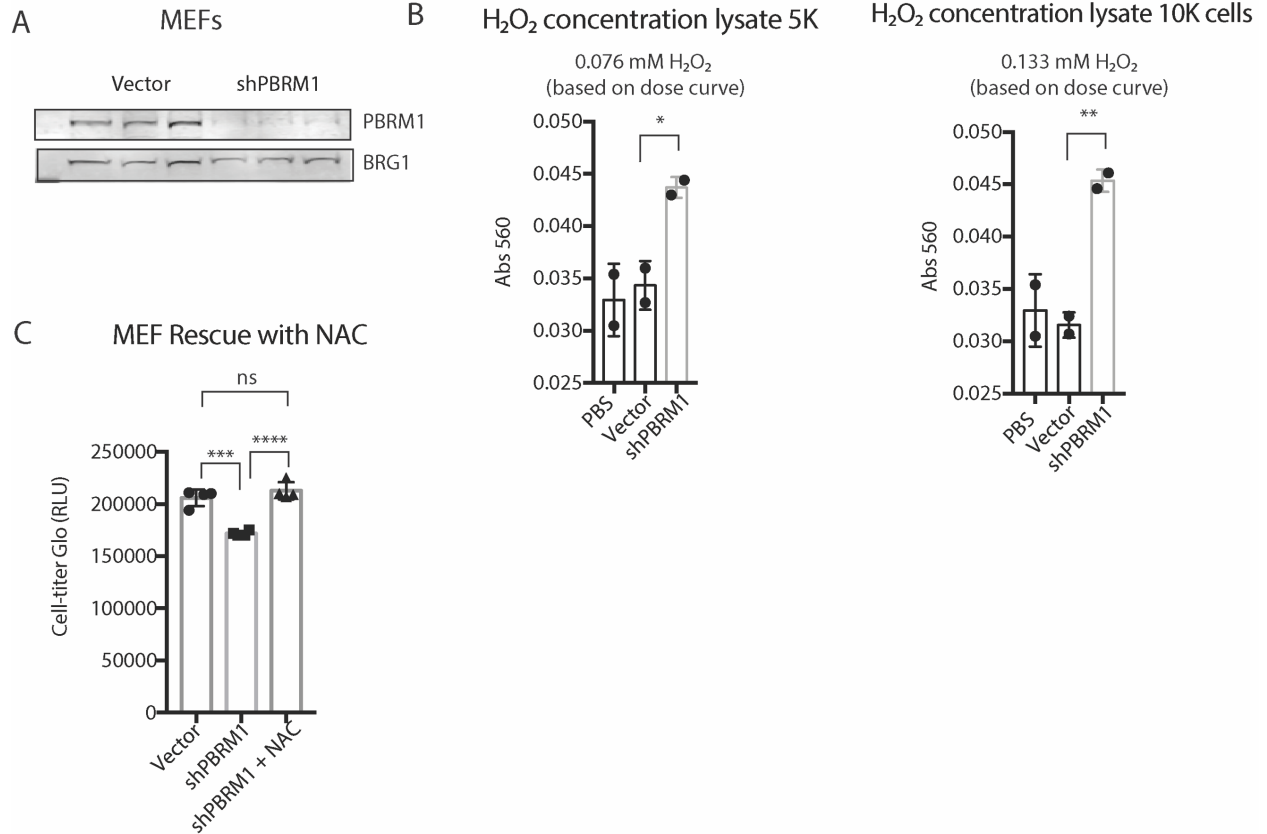 A
MEFs
Vector
shPBRM1
PBRM1
BRG1
B
H₂O₂ concentration lysate 5K
0.076 mM H₂O₂
(based on dose curve)
*
0.050
0.045
0.040
0.035
0.030
0.025
Abs 560
PBS
Vector
shPBRM1
H₂O₂ concentration lysate 10K cells
0.133 mM H₂O₂
(based on dose curve)
**
0.050
0.045
0.040
0.035
0.030
0.025
Abs 560
PBS
Vector
shPBRM1
C
MEF Rescue with NAC
ns
***
****
250000
200000
150000
100000
50000
0
Cell-titer Glo (RLU)
Vector
shPBRM1
shPBRM1 + NAC